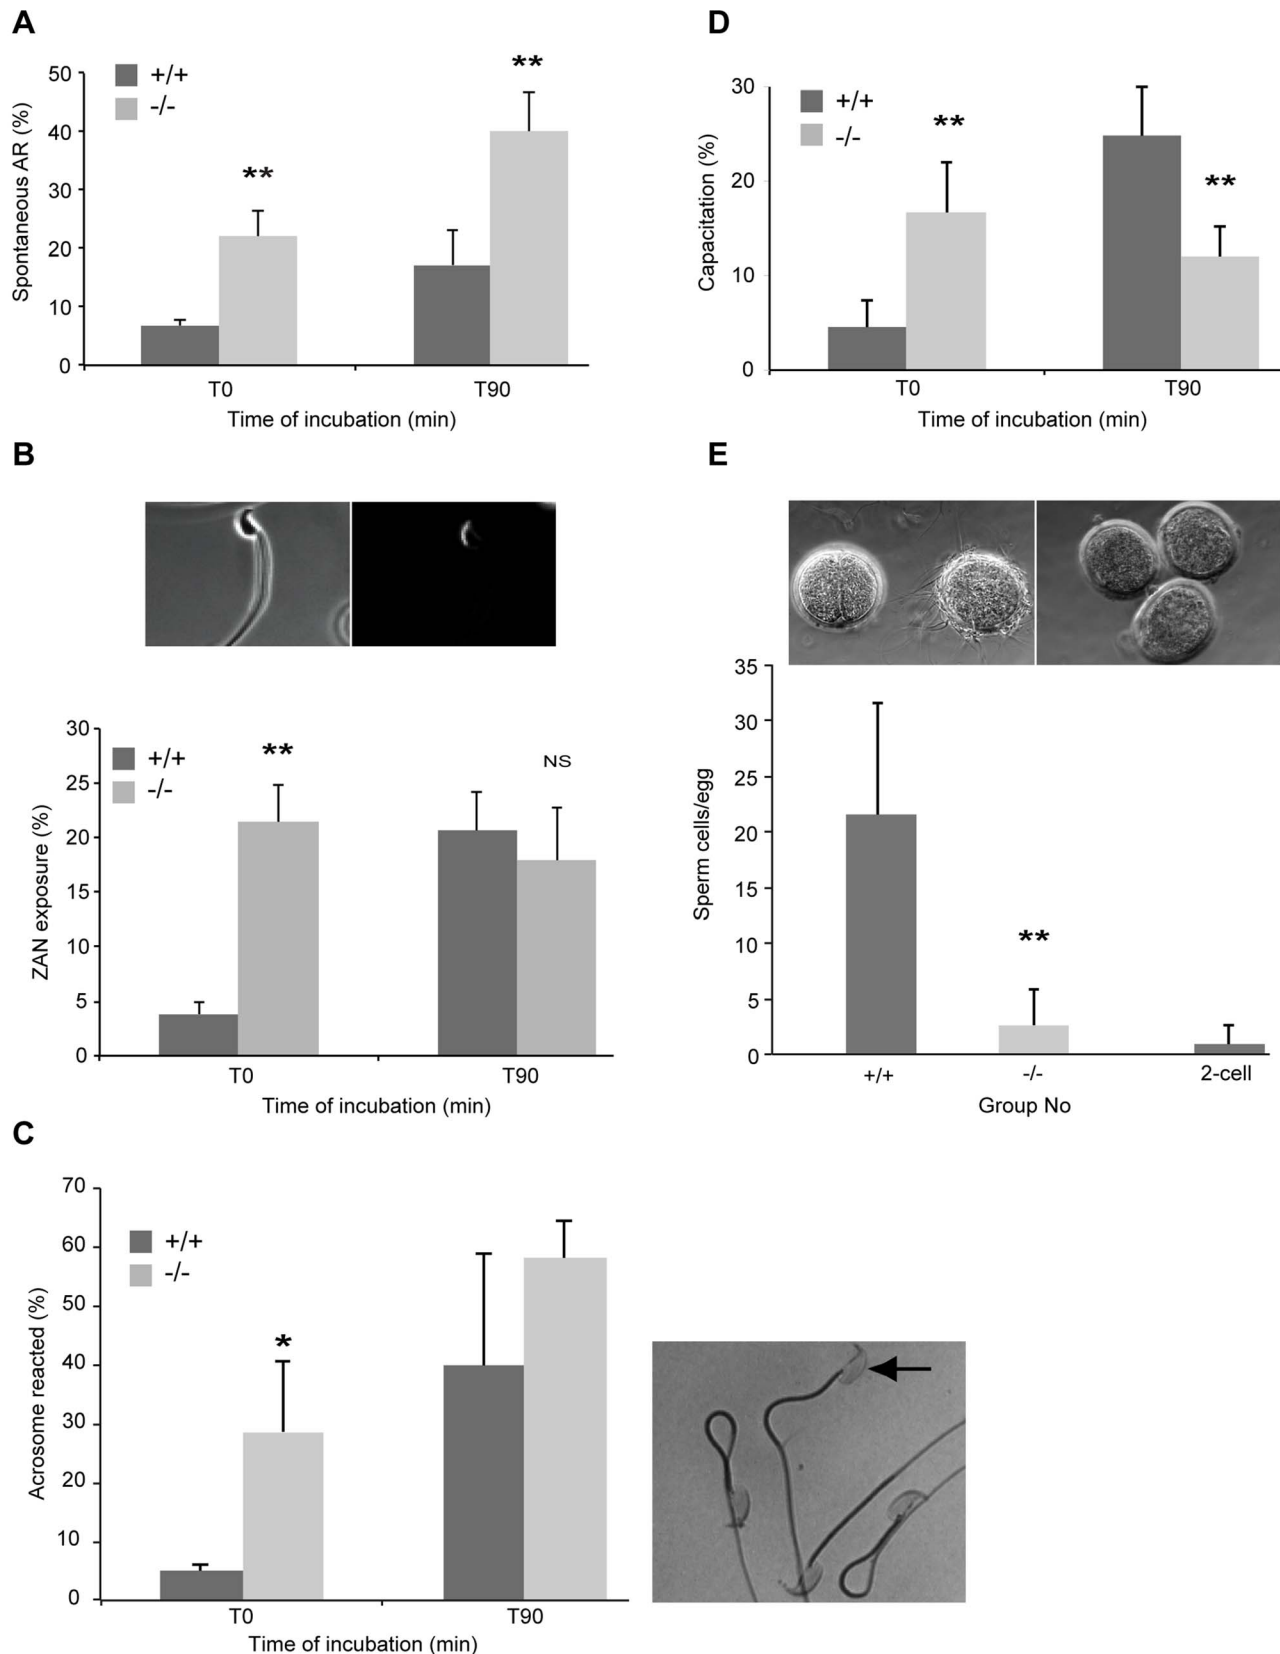 A
Spontaneous AR (%)
50
40
30
20
10
0
+/+
-/-
**
**
T0
T90
Time of incubation (min)
B
ZAN exposure (%)
30
25
20
15
10
5
0
+/+
-/-
**
NS
T0
T90
Time of incubation (min)
C
Acrosome reacted (%)
70
60
50
40
30
20
10
0
+/+
-/-
*
T0
T90
Time of incubation (min)
D
Capacitation (%)
30
20
10
0
+/+
-/-
**
**
T0
T90
Time of incubation (min)
E
Sperm cells/egg
35
30
25
20
15
10
5
0
**
+/+
-/-
2-cell
Group No